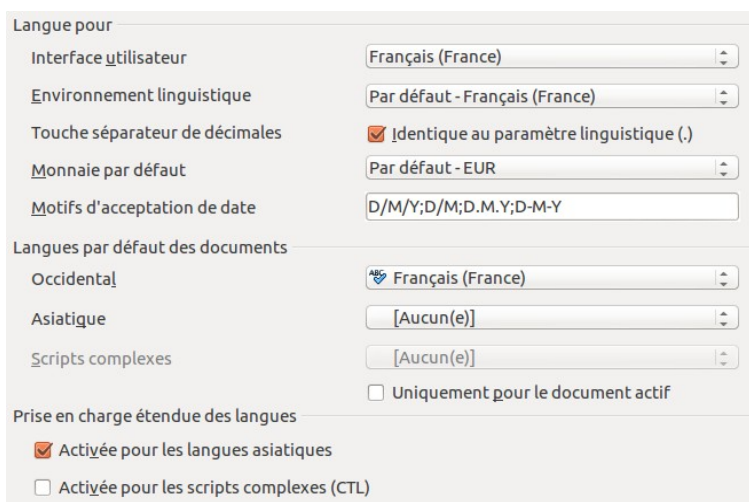 Langue pour
Interface utilisateur Français (France)
Environnement linguistique Par défaut - Français (France)
Touche séparateur de décimales Identique au paramètre linguistique (.)
Monnaie par défaut Par défaut - EUR
Motifs d'acceptation de date D/M/Y;D/M;D.M.Y;D-M-Y
Langues par défaut des documents
Occidental ABC Français (France)
Asiatique [Aucun(e)]
Scripts complexes [Aucun(e)]
Uniquement pour le document actif
Prise en charge étendue des langues
Activée pour les langues asiatiques
Activée pour les scripts complexes (CTL)